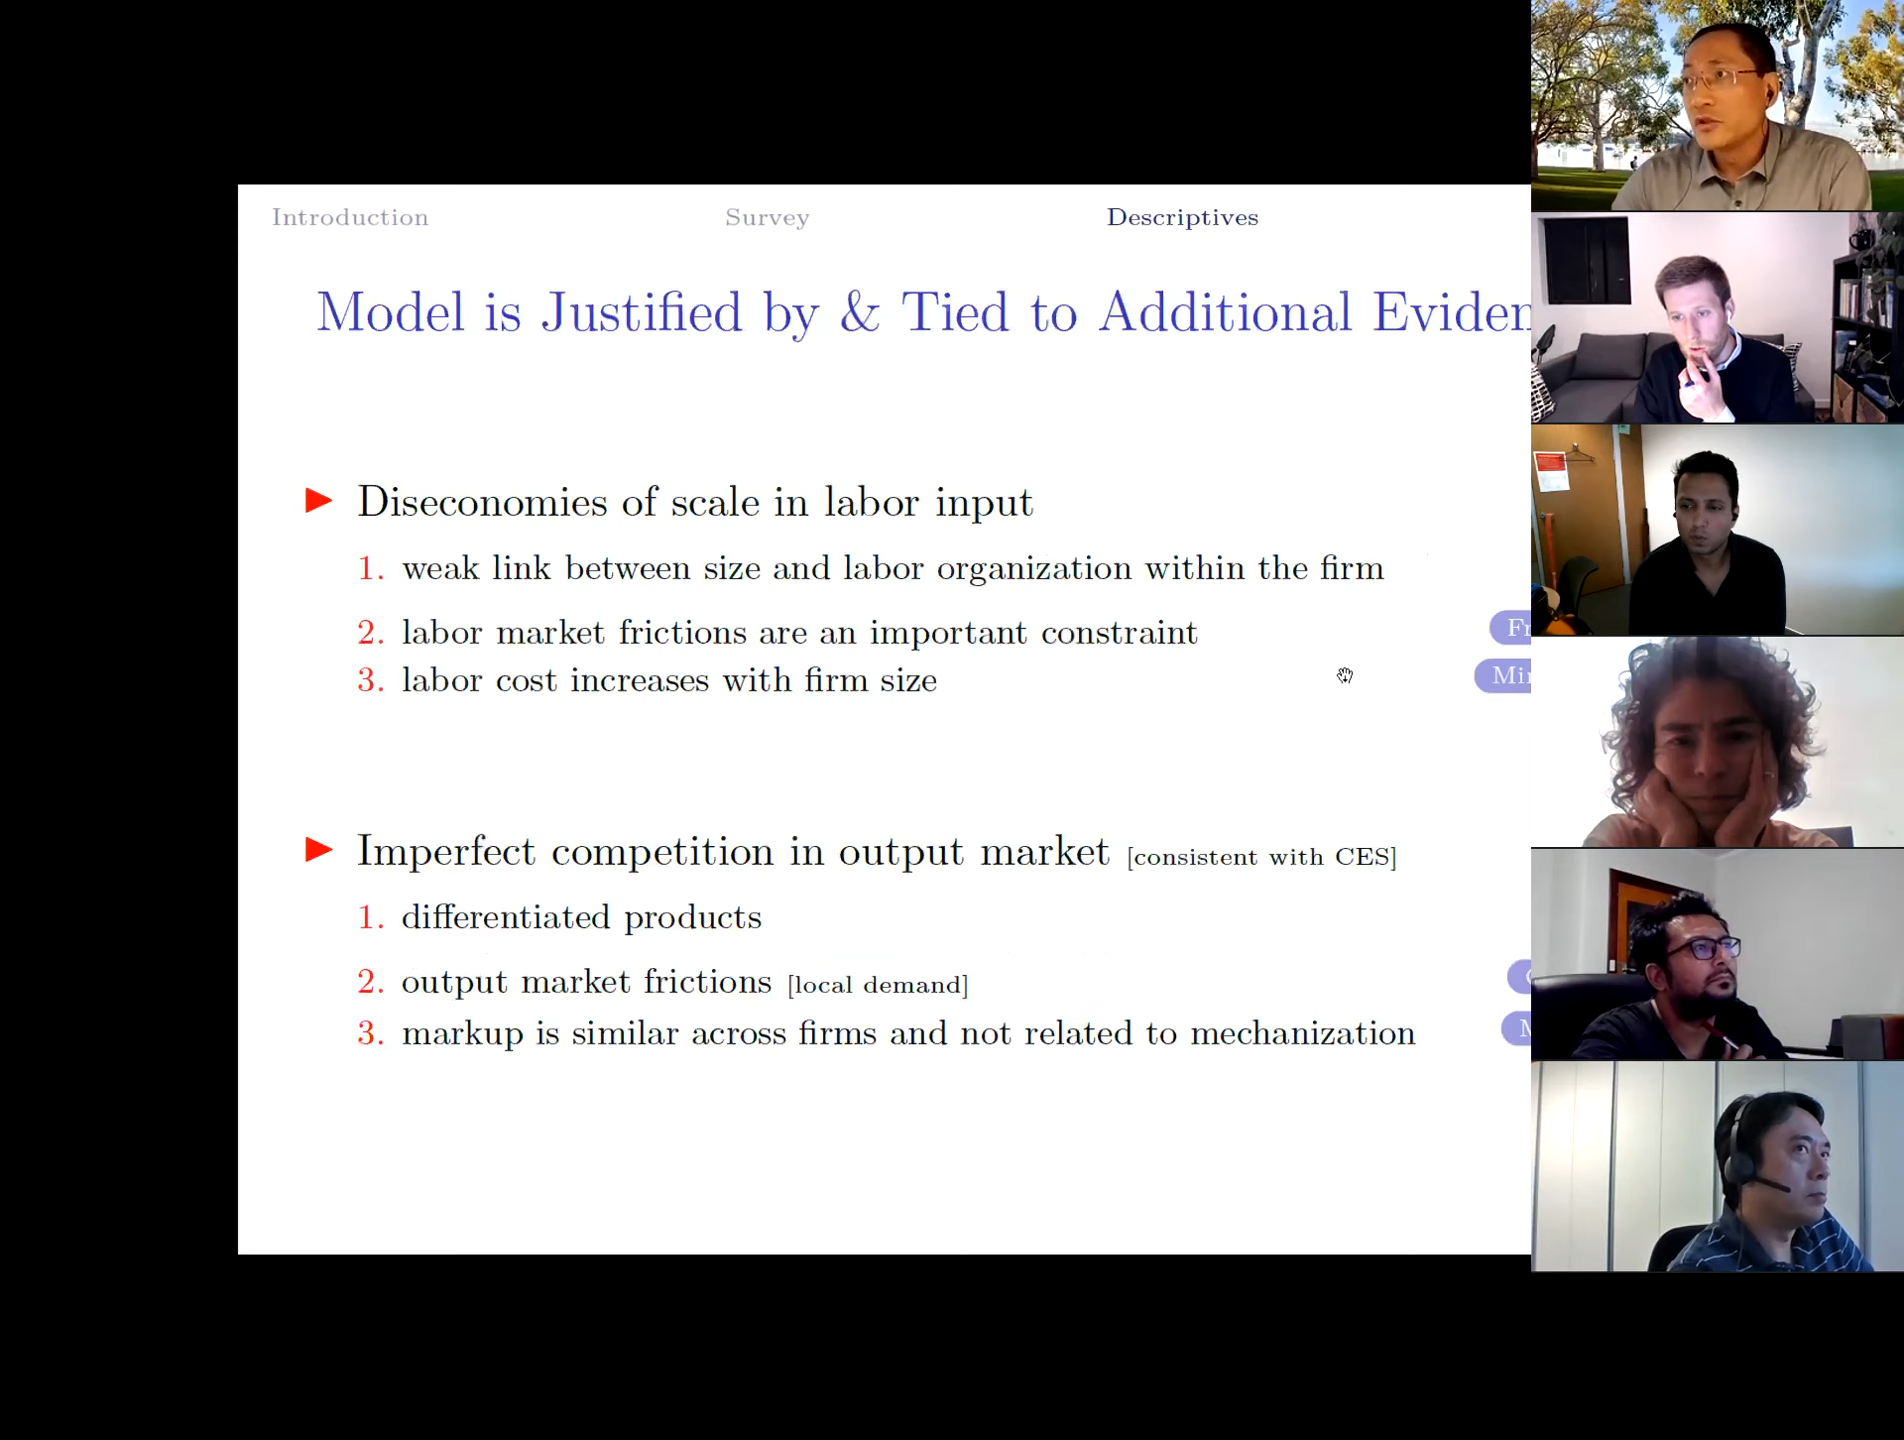 Introduction Survey Descriptives
Model is Justified by & Tied to Additional Eviden
Diseconomies of scale in labor input
1. weak link between size and labor organization within the firm
2. labor market frictions are an important constraint
Fr
3. labor cost increases with firm size
Mi
Imperfect competition in output market [consistent with CES]
1. differentiated products
2. output market frictions [local demand]
3. markup is similar across firms and not related to mechanization
M